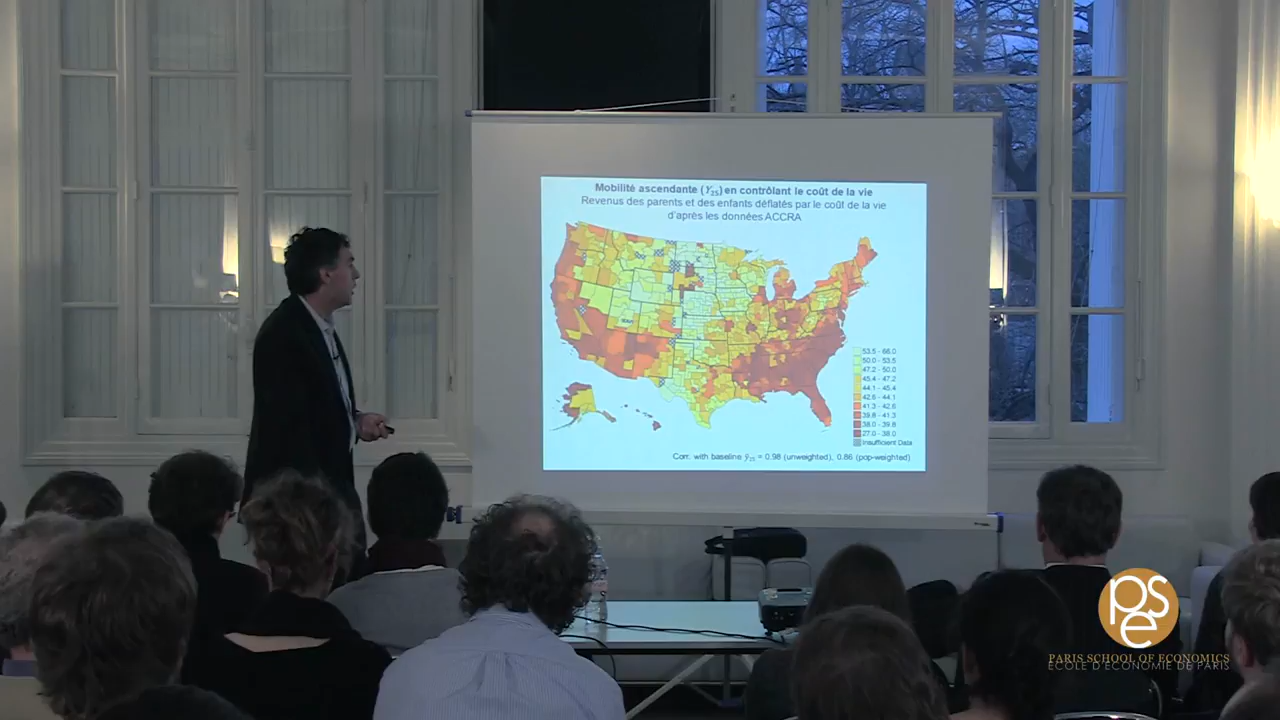 Mobilité ascendante (Y25) en contrôlant le coût de la vie
Revenus des parents et des enfants déflatés par le coût de la vie
d'après les données ACCRA
53.5 - 66.0
50.0 - 53.5
47.2 - 50.0
45.4 - 47.2
44.1 - 45.4
42.6 - 44.1
41.3 - 42.6
39.8 - 41.3
38.0 - 39.8
27.0 - 38.0
Insufficient Data
Corr. with baseline ȳ25 = 0.98 (unweighted), 0.86 (pop-weighted)
pse
PARIS SCHOOL OF ECONOMICS
ECOLE D'ECONOMIE DE PARIS